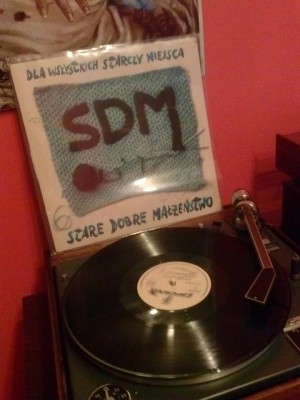 DLA WSZYSTKICH STARCZY MIEJSCA
SDM
STARE DOBRE MAŁŻEŃSTWO